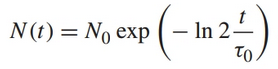 N(t) = N₀ exp (− ln 2 t/τ₀)